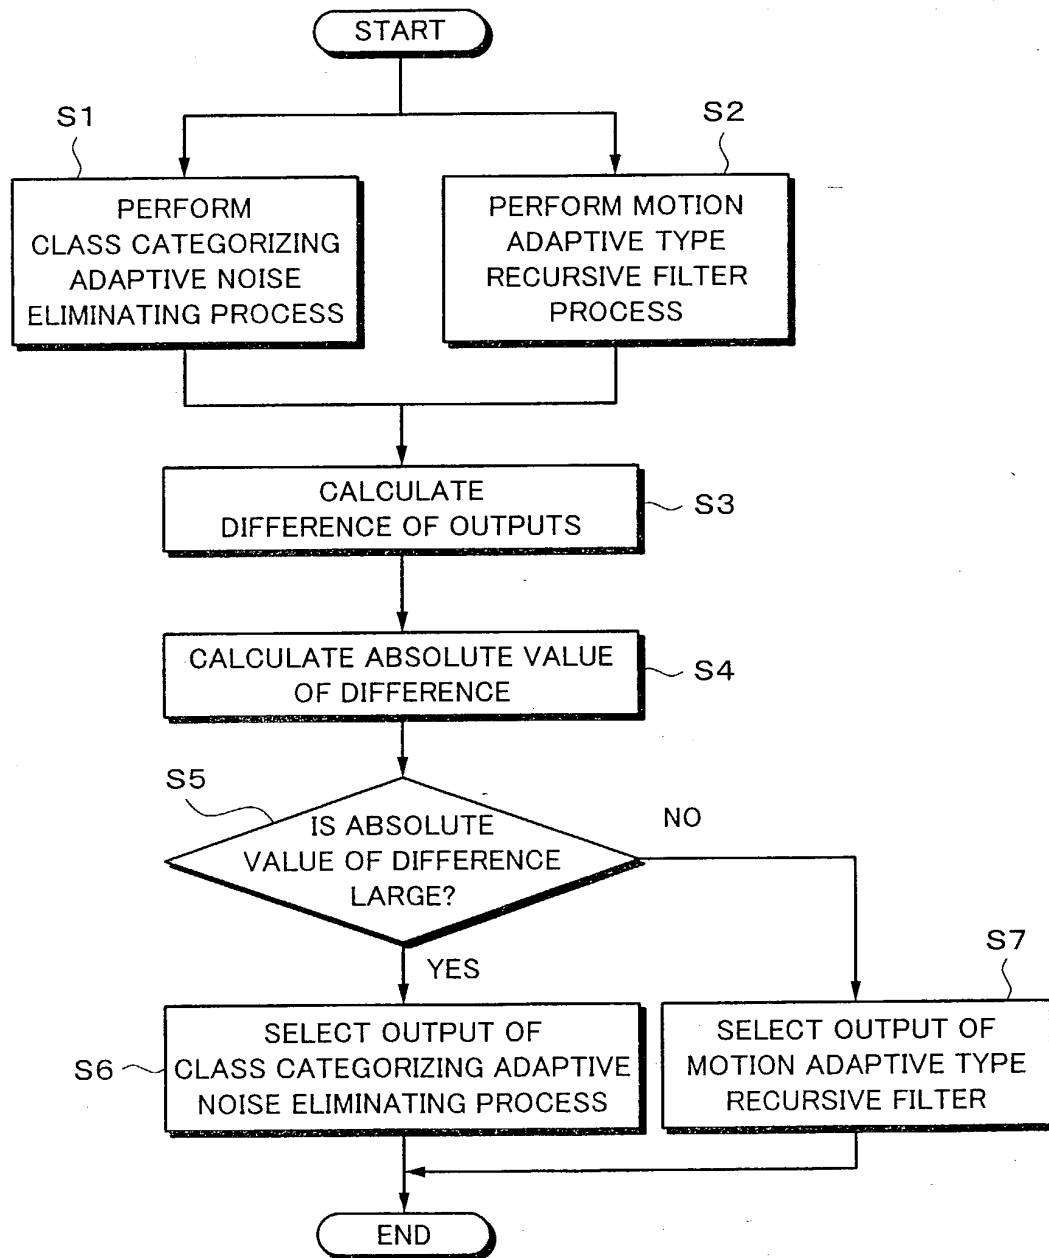 START
S1
S2
PERFORM
CLASS CATEGORIZING
ADAPTIVE NOISE
ELIMINATING PROCESS
PERFORM MOTION
ADAPTIVE TYPE
RECURSIVE FILTER
PROCESS
CALCULATE
DIFFERENCE OF OUTPUTS
S3
CALCULATE ABSOLUTE VALUE
OF DIFFERENCE
S4
S5
IS ABSOLUTE
VALUE OF DIFFERENCE
LARGE?
NO
YES
S6
SELECT OUTPUT OF
CLASS CATEGORIZING ADAPTIVE
NOISE ELIMINATING PROCESS
S7
SELECT OUTPUT OF
MOTION ADAPTIVE TYPE
RECURSIVE FILTER
END